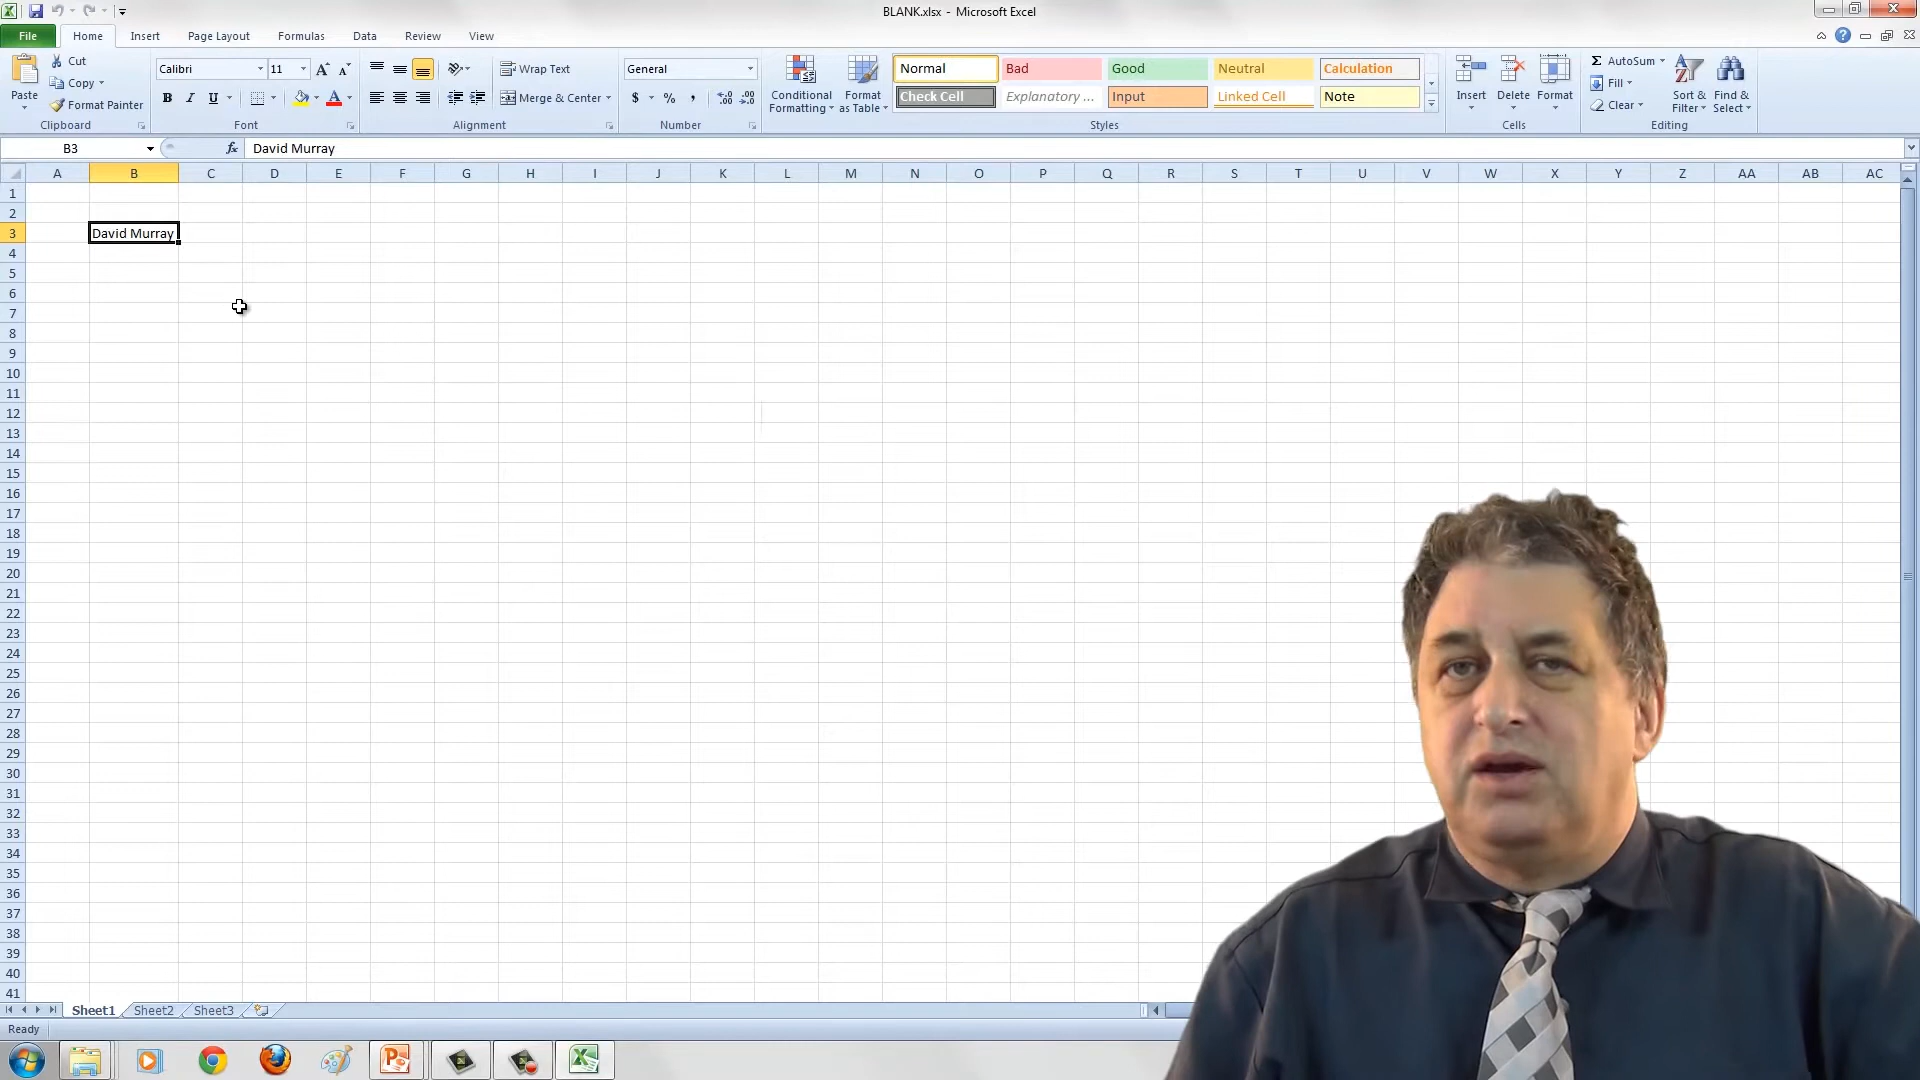 BLANK.xlsx - Microsoft Excel
File Home Insert Page Layout Formulas Data Review View
Paste
Cut
Copy
Format Painter
Clipboard
Calibri 11
B I U A
Font
Wrap Text
Merge & Center
Alignment
General
$ % ,
Number
Conditional Formatting
Format as Table
Normal Bad Good Neutral Calculation
Check Cell Explanatory ... Input Linked Cell Note
Styles
Insert Delete Format
Cells
Σ AutoSum
Fill
Clear
Sort & Filter
Find & Select
Editing
B3 fx David Murray
A B C D E F G H I J K L M N O P Q R S T U V W X Y Z AA AB AC
1
2
3 David Murray
4
5
6
7
8
9
10
11
12
13
14
15
16
17
18
19
20
21
22
23
24
25
26
27
28
29
30
31
32
33
34
35
36
37
38
39
40
41
Sheet1 Sheet2 Sheet3
Ready